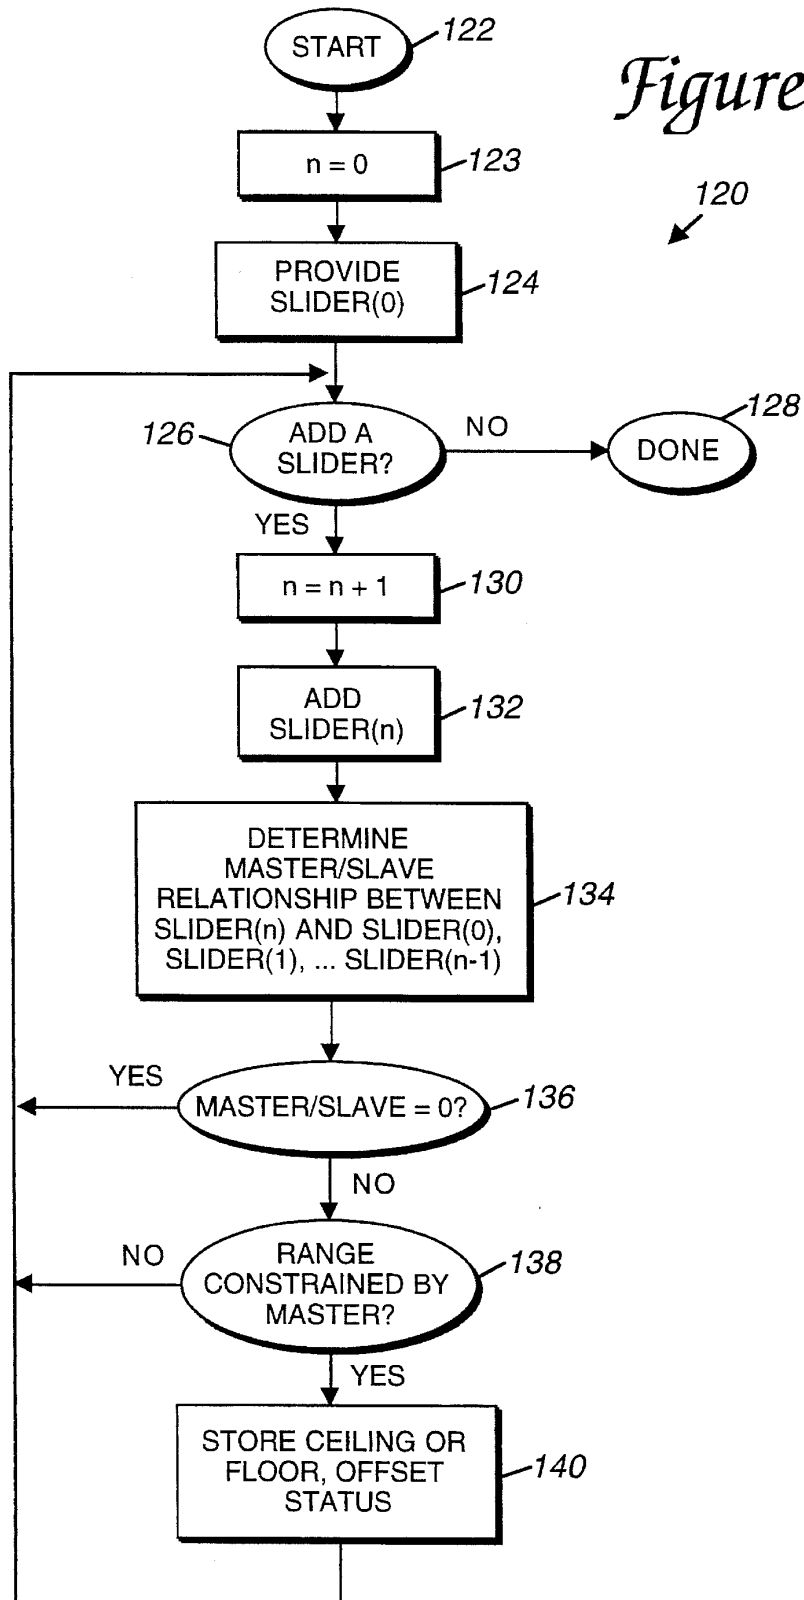 START
122
Figure
n = 0
123
120
PROVIDE
SLIDER(0)
124
126
ADD A
SLIDER?
NO
DONE
128
YES
n = n + 1
130
ADD
SLIDER(n)
132
DETERMINE
MASTER/SLAVE
RELATIONSHIP BETWEEN
SLIDER(n) AND SLIDER(0),
SLIDER(1), ... SLIDER(n-1)
134
YES
MASTER/SLAVE = 0?
136
NO
NO
RANGE
CONSTRAINED BY
MASTER?
138
YES
STORE CEILING OR
FLOOR, OFFSET
STATUS
140